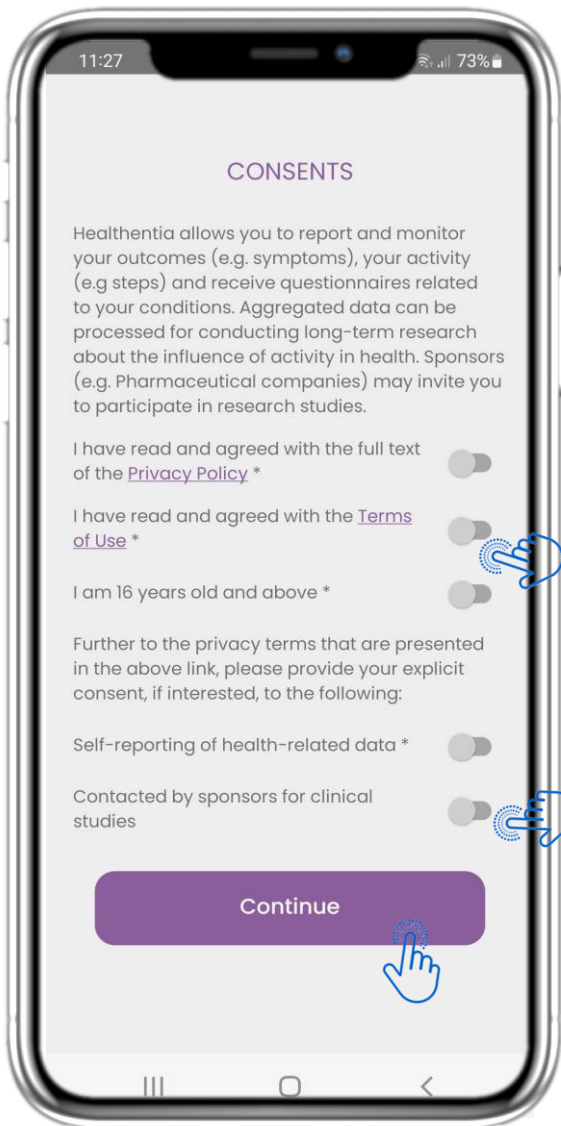 11:27
73%
CONSENTS
Healthentia allows you to report and monitor
your outcomes (e.g. symptoms), your activity
(e.g steps) and receive questionnaires related
to your conditions. Aggregated data can be
processed for conducting long-term research
about the influence of activity in health. Sponsors
(e.g. Pharmaceutical companies) may invite you
to participate in research studies.
I have read and agreed with the full text
of the Privacy Policy *
I have read and agreed with the Terms
of Use *
I am 16 years old and above *
Further to the privacy terms that are presented
in the above link, please provide your explicit
consent, if interested, to the following:
Self-reporting of health-related data *
Contacted by sponsors for clinical
studies
Continue